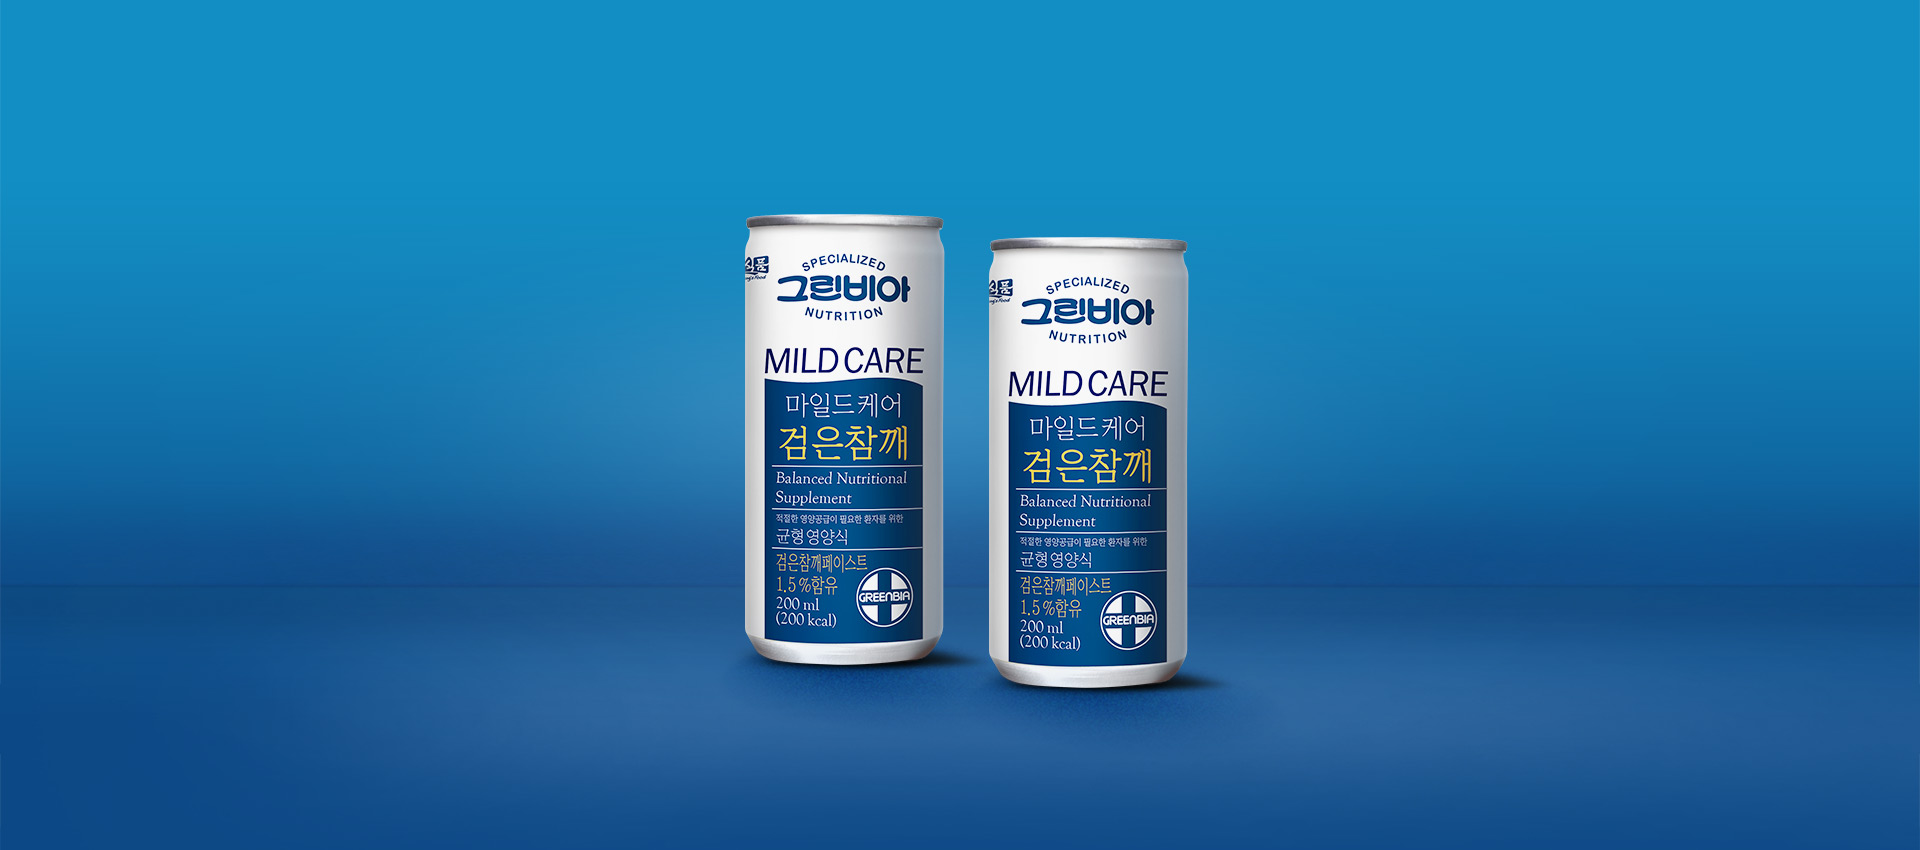 식품
SPECIALIZED
그린비아
NUTRITION
MILD CARE
마일드케어
검은참깨
Balanced Nutritional
Supplement
적절한 영양공급이 필요한 환자를 위한
균형영양식
검은참깨페이스트
1.5%함유
200 ml
(200 kcal)
GREENBIA
식품
SPECIALIZED
그린비아
NUTRITION
MILD CARE
마일드케어
검은참깨
Balanced Nutritional
Supplement
적절한 영양공급이 필요한 환자를 위한
균형영양식
검은참깨페이스트
1.5%함유
200 ml
(200 kcal)
GREENBIA